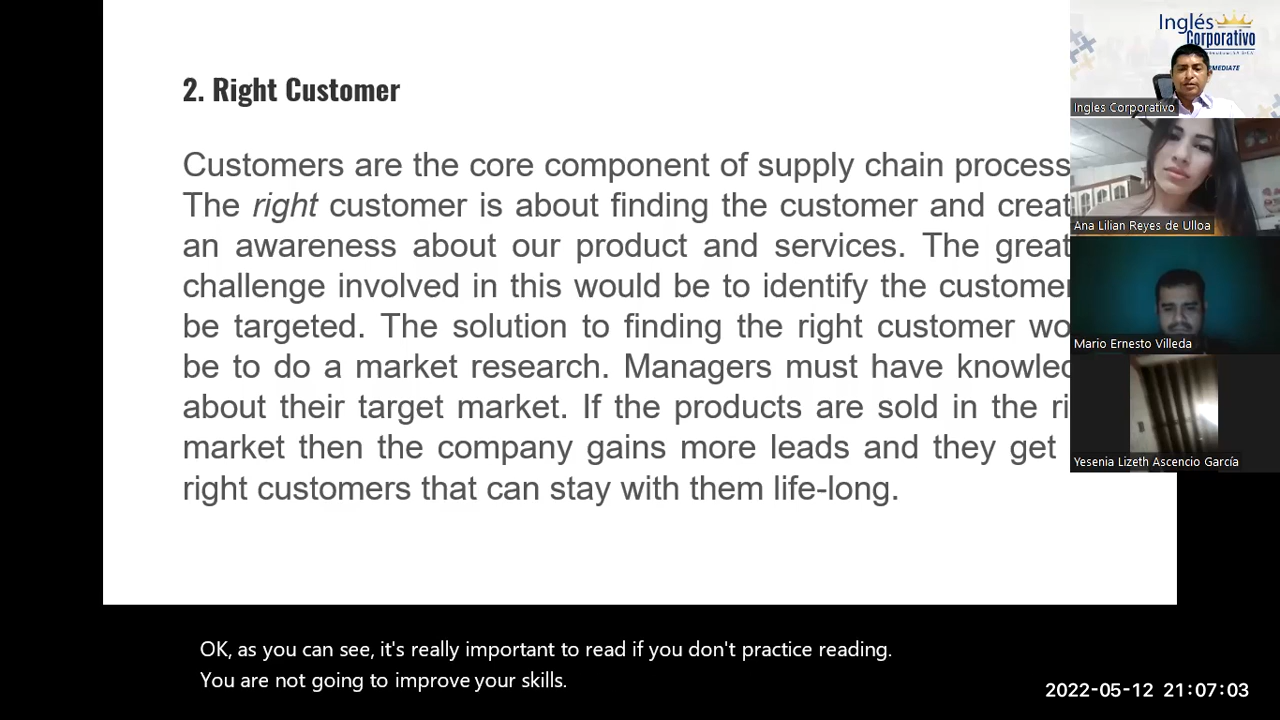 2. Right Customer
Customers are the core component of supply chain process
The right customer is about finding the customer and creat
an awareness about our product and services. The great
challenge involved in this would be to identify the customer
be targeted. The solution to finding the right customer wo
be to do a market research. Managers must have knowled
about their target market. If the products are sold in the ri
market then the company gains more leads and they get
right customers that can stay with them life-long.
Inglés
Corporativo
MEDIATE
Ingles Corporativo
Ana Lilian Reyes de Ulloa
Mario Ernesto Villeda
Yesenia Lizeth Ascencio García
OK, as you can see, it's really important to read if you don't practice reading.
You are not going to improve your skills.
2022-05-12 21:07:03